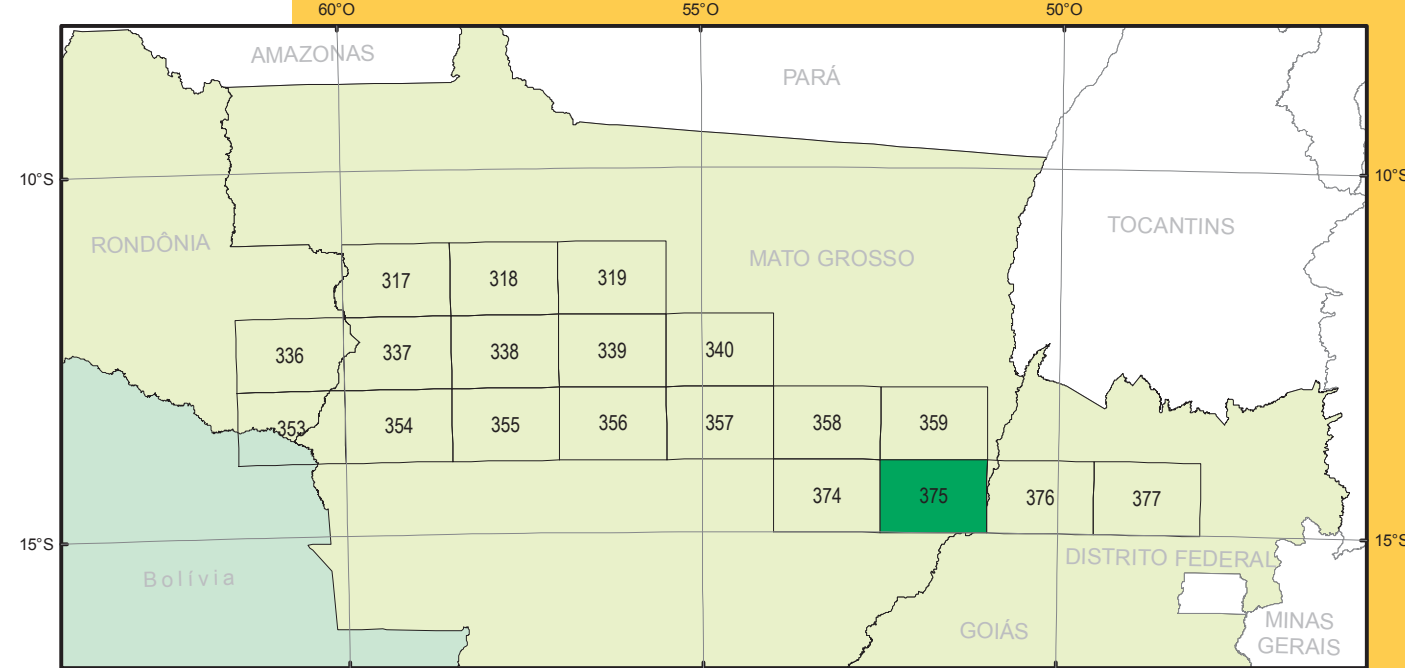 60°O 55°O 50°O
AMAZONAS
PARÁ
10°S 10°S
TOCANTINS
RONDÔNIA
MATO GROSSO
317 318 319
336 337 338 339 340
353 354 355 356 357 358 359
374 375 376 377
15°S 15°S
DISTRITO FEDERAL
Bolívia
GOIÁS
MINAS
GERAIS